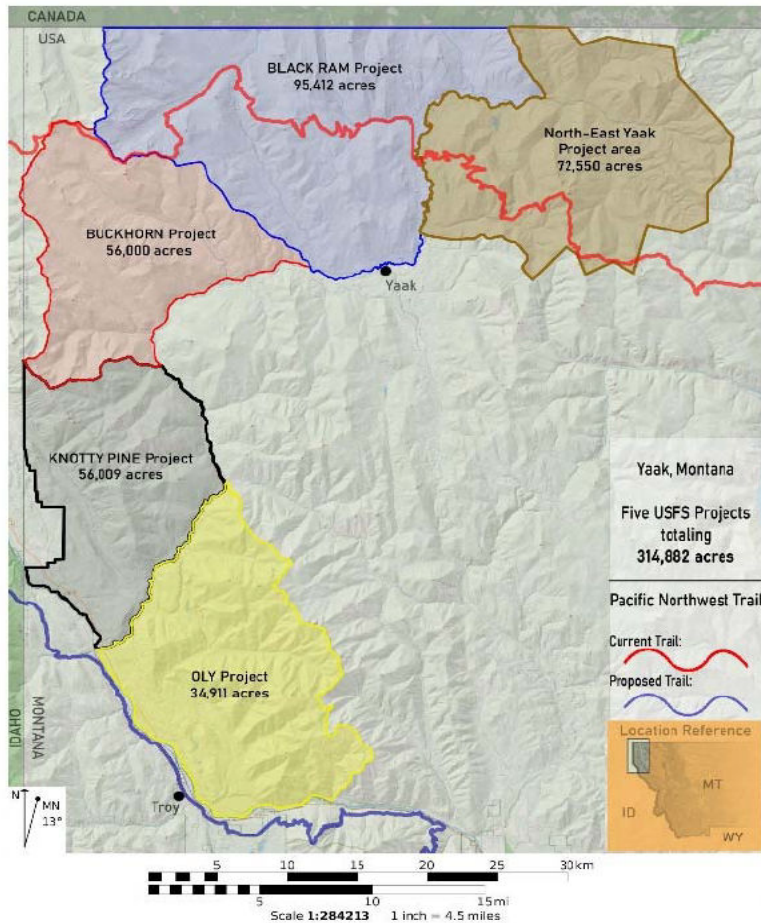 CANADA
USA
BLACK RAM Project
95,412 acres
North-East Yaak
Project area
72,550 acres
BUCKHORN Project
56,000 acres
Yaak
KNOTTY PINE Project
56,009 acres
Yaak, Montana
Five USFS Projects
totaling
314,882 acres
Pacific Northwest Trail
Current Trail:
Proposed Trail:
OLY Project
34,911 acres
IDAHO
MONTANA
Location Reference
MT
ID
WY
N
MN
13°
Troy
5 10 15 20 25 30km
5 10 15mi
Scale 1:284213 1 inch = 4.5 miles